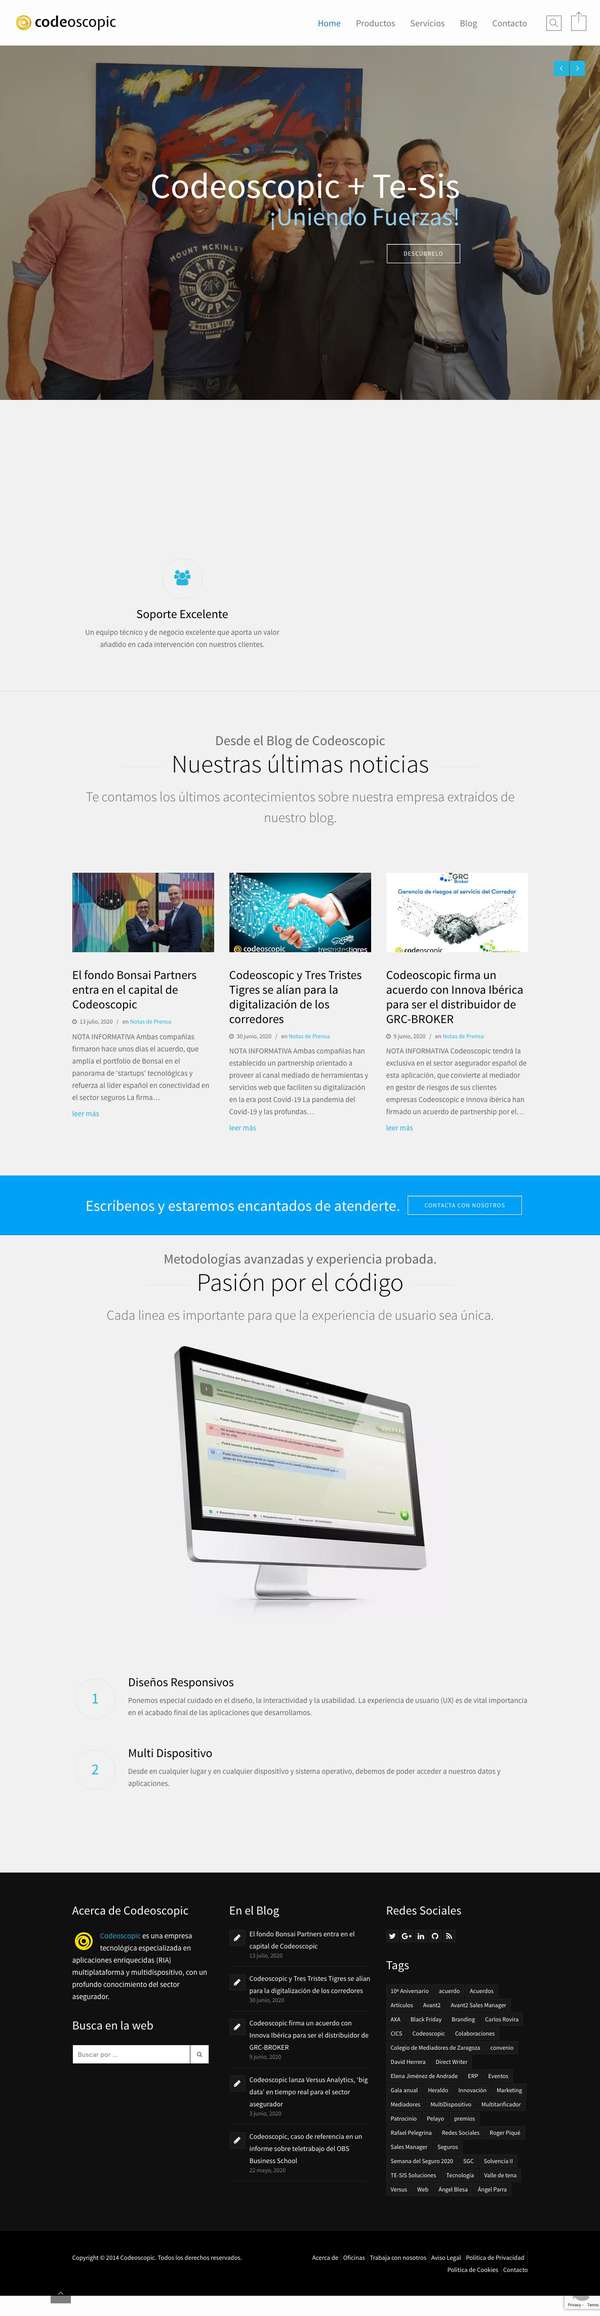 codeoscopic
Home Productos Servicios Blog Contacto
Codeoscopic + Te-Sis
¡Uniendo Fuerzas!
DESCÚBRELO
MOUNT MCKINLEY
RANGE
SUPPLY
Soporte Excelente
Un equipo técnico y de negocio excelente que aporta un valor
añadido en cada intervención con nuestros clientes.
Desde el Blog de Codeoscopic
Nuestras últimas noticias
Te contamos los últimos acontecimientos sobre nuestra empresa extraidos de
nuestro blog.
GRC
Broker
Gerencia de riesgos al servicio del Corredor
codeoscopic
trestristestigres
codeoscopic
El fondo Bonsai Partners
entra en el capital de
Codeoscopic
13 julio, 2020 / en Notas de Prensa
NOTA INFORMATIVA Ambas compañías
firmaron hace unos días el acuerdo, que
amplía el portfolio de Bonsai en el
panorama de ‘startups’ tecnológicas y
refuerza al líder español en conectividad en
el sector seguros La firma…
leer más
Codeoscopic y Tres Tristes
Tigres se alían para la
digitalización de los
corredores
30 junio, 2020 / en Notas de Prensa
NOTA INFORMATIVA Ambas compañías han
establecido un partnership orientado a
proveer al canal mediado de herramientas y
servicios web que faciliten su digitalización
en la era post Covid-19 La pandemia del
Covid-19 y las profundas…
leer más
Codeoscopic firma un
acuerdo con Innova Ibérica
para ser el distribuidor de
GRC-BROKER
9 junio, 2020 / en Notas de Prensa
NOTA INFORMATIVA Codeoscopic tendrá la
exclusiva en el sector asegurador español de
esta aplicación, que convierte al mediador
en gestor de riesgos de sus clientes
empresas Codeoscopic e Innova Ibérica han
firmado un acuerdo de partnership por el…
leer más
Escríbenos y estaremos encantados de atenderte.
CONTACTA CON NOSOTROS
Metodologías avanzadas y experiencia probada.
Pasión por el código
Cada linea es importante para que la experiencia de usuario sea única.
1
Diseños Responsivos
Ponemos especial cuidado en el diseño, la interactividad y la usabilidad. La experiencia de usuario (UX) es de vital importancia
en el acabado final de las aplicaciones que desarrollamos.
2
Multi Dispositivo
Desde en cualquier lugar y en cualquier dispositivo y sistema operativo, debemos de poder acceder a nuestros datos y
aplicaciones.
Acerca de Codeoscopic
Codeoscopic es una empresa
tecnológica especializada en
aplicaciones enriquecidas (RIA)
multiplataforma y multidispositivo, con un
profundo conocimiento del sector
asegurador.
Busca en la web
Buscar por ...
En el Blog
El fondo Bonsai Partners entra en el
capital de Codeoscopic
13 julio, 2020
Codeoscopic y Tres Tristes Tigres se alían
para la digitalización de los corredores
30 junio, 2020
Codeoscopic firma un acuerdo con
Innova Ibérica para ser el distribuidor de
GRC-BROKER
9 junio, 2020
Codeoscopic lanza Versus Analytics, ‘big
data’ en tiempo real para el sector
asegurador
3 junio, 2020
Codeoscopic, caso de referencia en un
informe sobre teletrabajo del OBS
Business School
22 mayo, 2020
Redes Sociales
Tags
10º Aniversario acuerdo Acuerdos
Artículos Avant2 Avant2 Sales Manager
AXA Black Friday Branding Carlos Rovira
CICS Codeoscopic Colaboraciones
Colegio de Mediadores de Zaragoza convenio
David Herrera Direct Writer
Elena Jiménez de Andrade ERP Eventos
Gala anual Heraldo Innovación Marketing
Mediadores MultiDispositivo Multitarificador
Patrocinio Pelayo premios
Rafael Pelegrina Redes Sociales Roger Piqué
Sales Manager Seguros
Semana del Seguro 2020 SGC Solvencia II
TE-SIS Soluciones Tecnología Valle de tena
Versus Web Ángel Blesa Ángel Parra
Copyright © 2014 Codeoscopic. Todos los derechos reservados.
Acerca de Oficinas Trabaja con nosotros Aviso Legal Política de Privacidad
Política de Cookies Contacto
Privacy - Terms